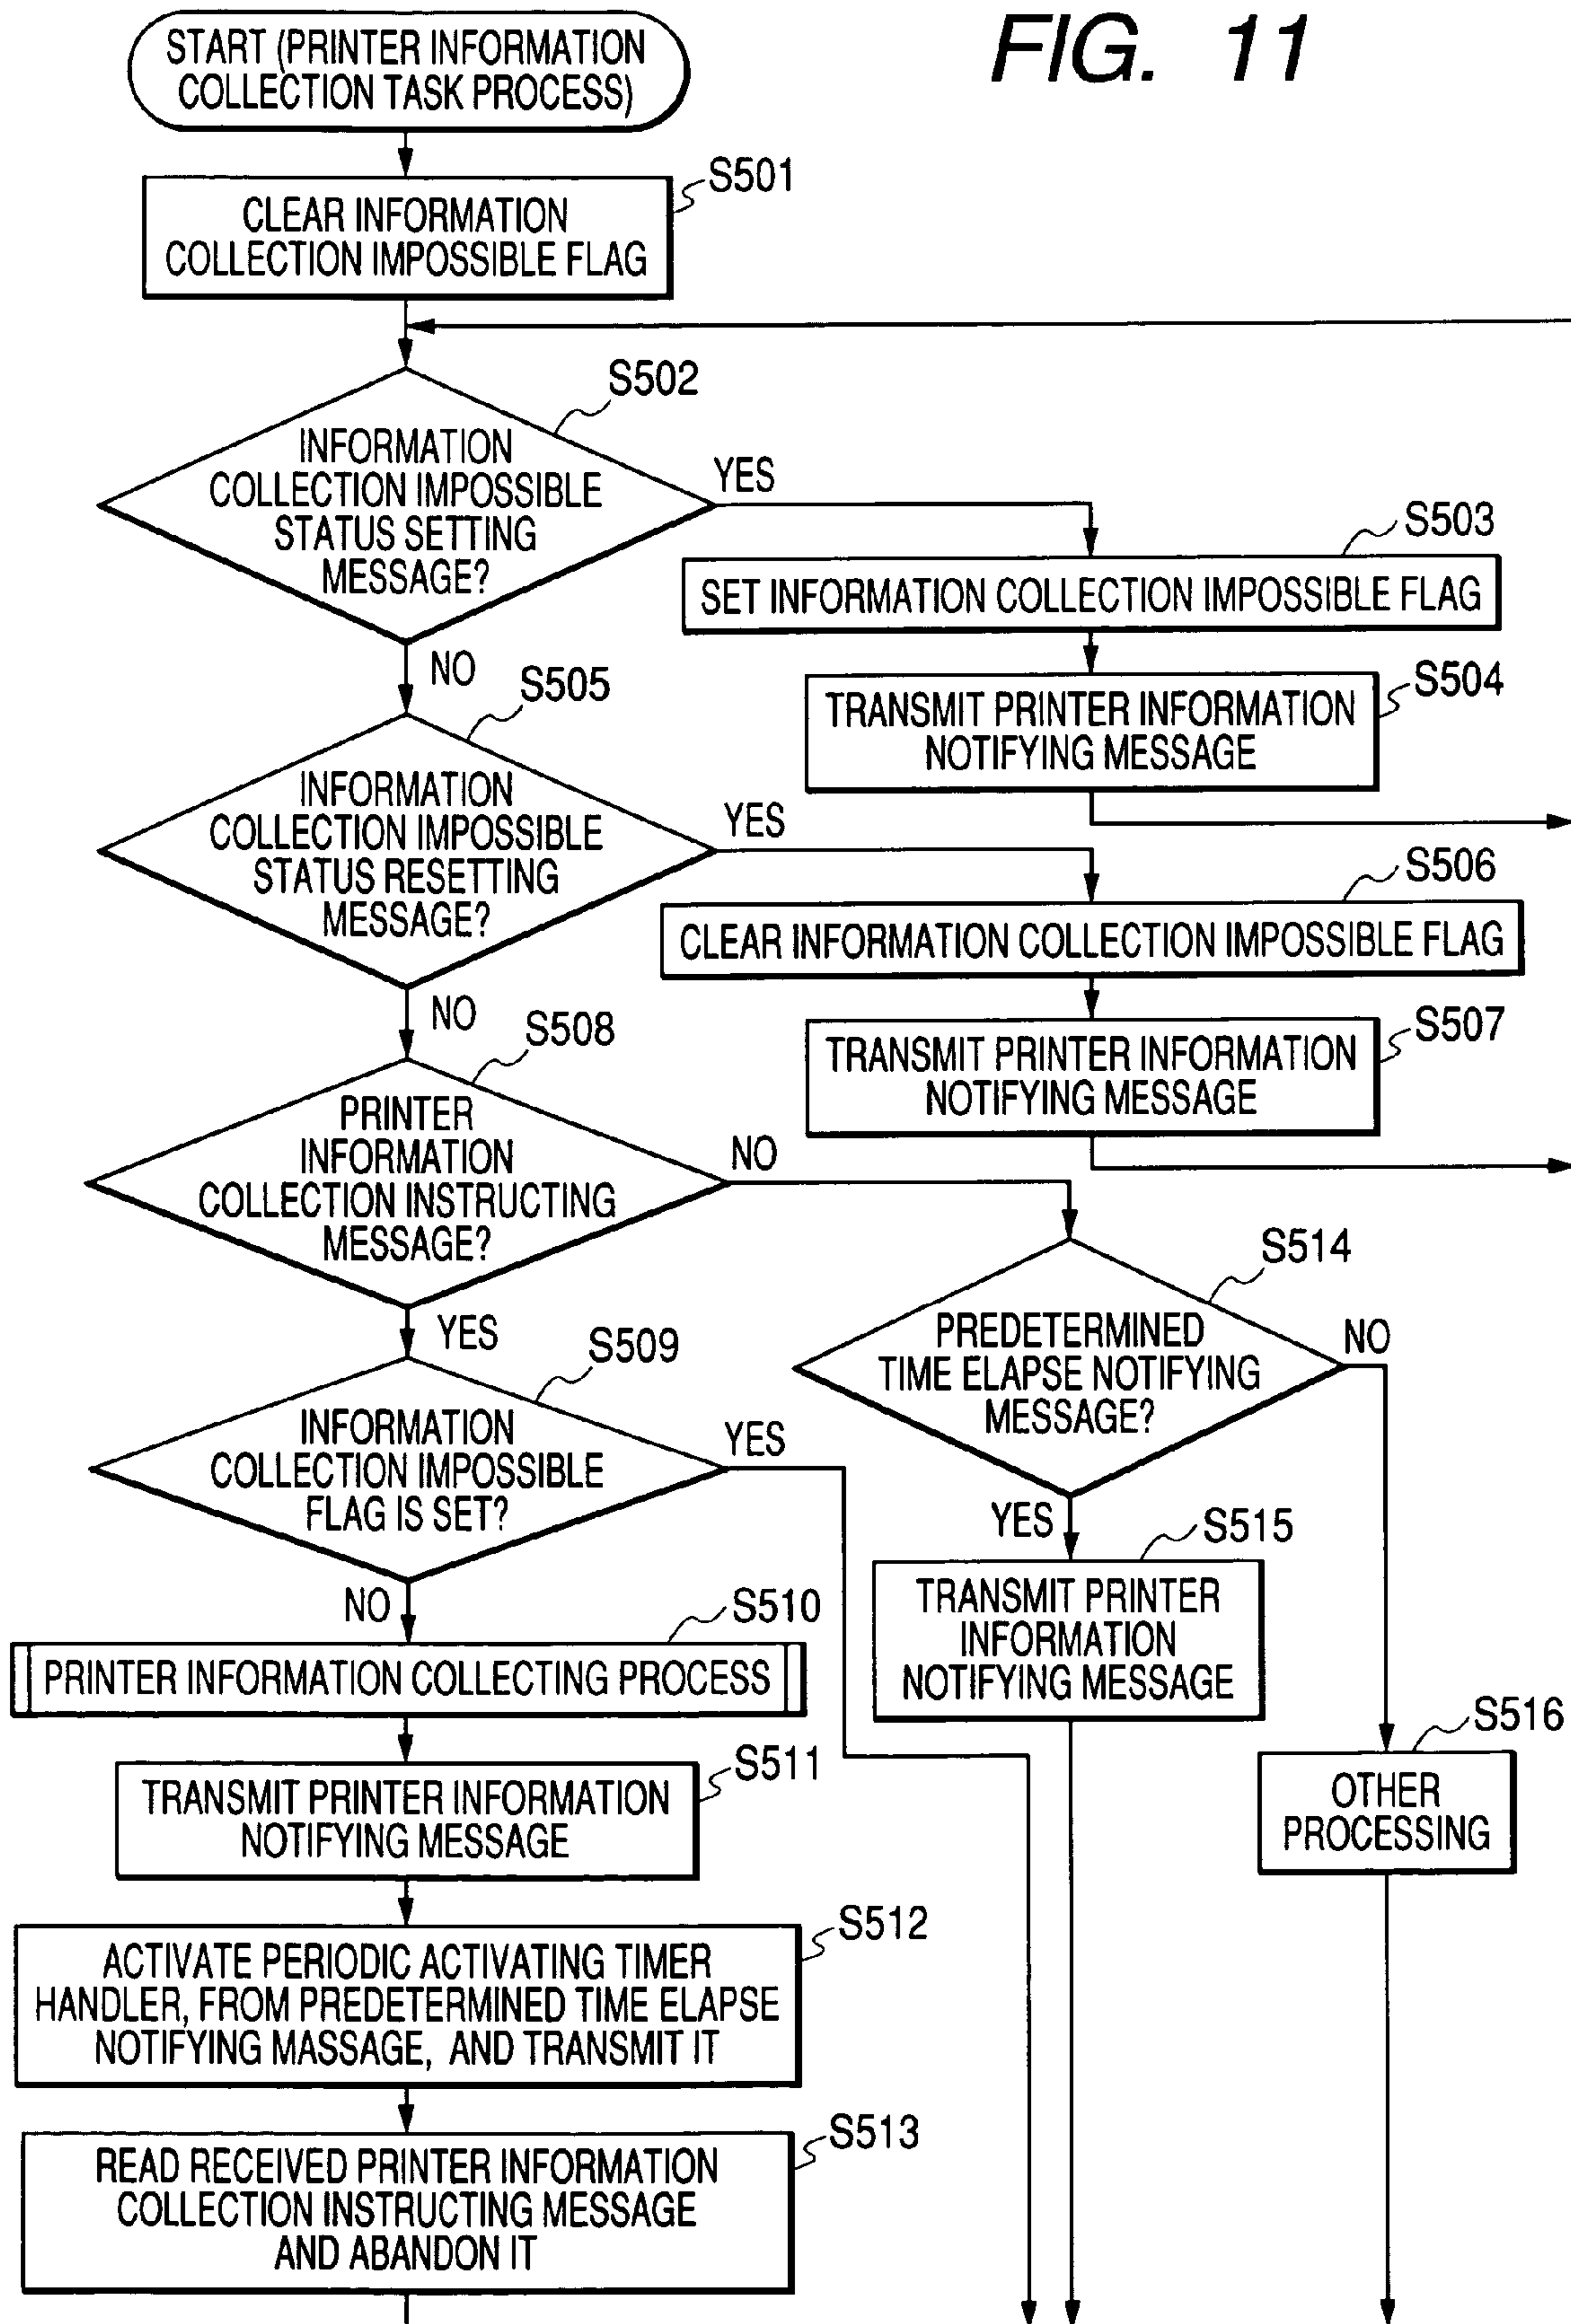 FIG. 11
START (PRINTER INFORMATION
COLLECTION TASK PROCESS)
S501
CLEAR INFORMATION
COLLECTION IMPOSSIBLE FLAG
S502
INFORMATION
COLLECTION IMPOSSIBLE
STATUS SETTING
MESSAGE?
YES
S503
SET INFORMATION COLLECTION IMPOSSIBLE FLAG
NO
S504
TRANSMIT PRINTER INFORMATION
NOTIFYING MESSAGE
S505
INFORMATION
COLLECTION IMPOSSIBLE
STATUS RESETTING
MESSAGE?
YES
S506
CLEAR INFORMATION COLLECTION IMPOSSIBLE FLAG
NO
S507
TRANSMIT PRINTER INFORMATION
NOTIFYING MESSAGE
S508
PRINTER
INFORMATION
COLLECTION INSTRUCTING
MESSAGE?
NO
YES
S514
PREDETERMINED
TIME ELAPSE NOTIFYING
MESSAGE?
NO
S509
INFORMATION
COLLECTION IMPOSSIBLE
FLAG IS SET?
YES
NO
YES
S515
TRANSMIT PRINTER
INFORMATION
NOTIFYING MESSAGE
S510
PRINTER INFORMATION COLLECTING PROCESS
S516
OTHER
PROCESSING
S511
TRANSMIT PRINTER INFORMATION
NOTIFYING MESSAGE
S512
ACTIVATE PERIODIC ACTIVATING TIMER
HANDLER, FROM PREDETERMINED TIME ELAPSE
NOTIFYING MASSAGE, AND TRANSMIT IT
S513
READ RECEIVED PRINTER INFORMATION
COLLECTION INSTRUCTING MESSAGE
AND ABANDON IT